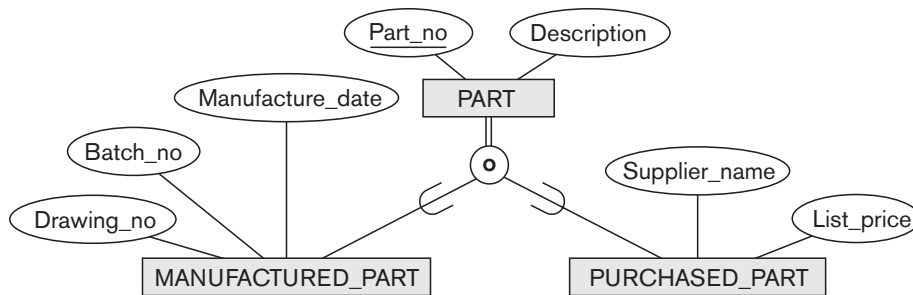 Part_no
Description
Manufacture_date
PART
Batch_no
o
Supplier_name
Drawing_no
List_price
MANUFACTURED_PART
PURCHASED_PART